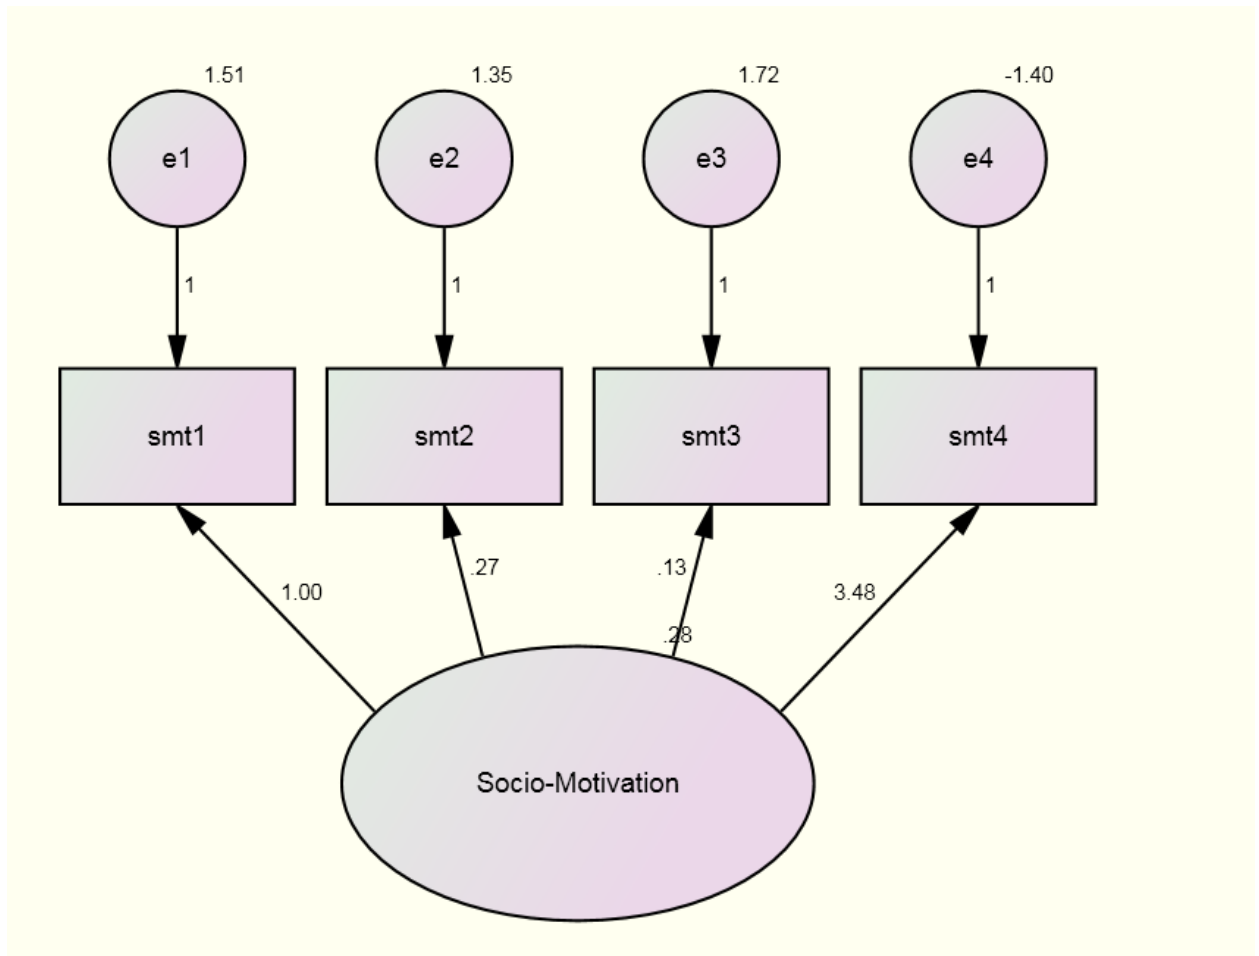 1.51
1.35
1.72
-1.40
e1
e2
e3
e4
1
1
1
1
smt1
smt2
smt3
smt4
1.00
.27
.13
3.48
.28
Socio-Motivation